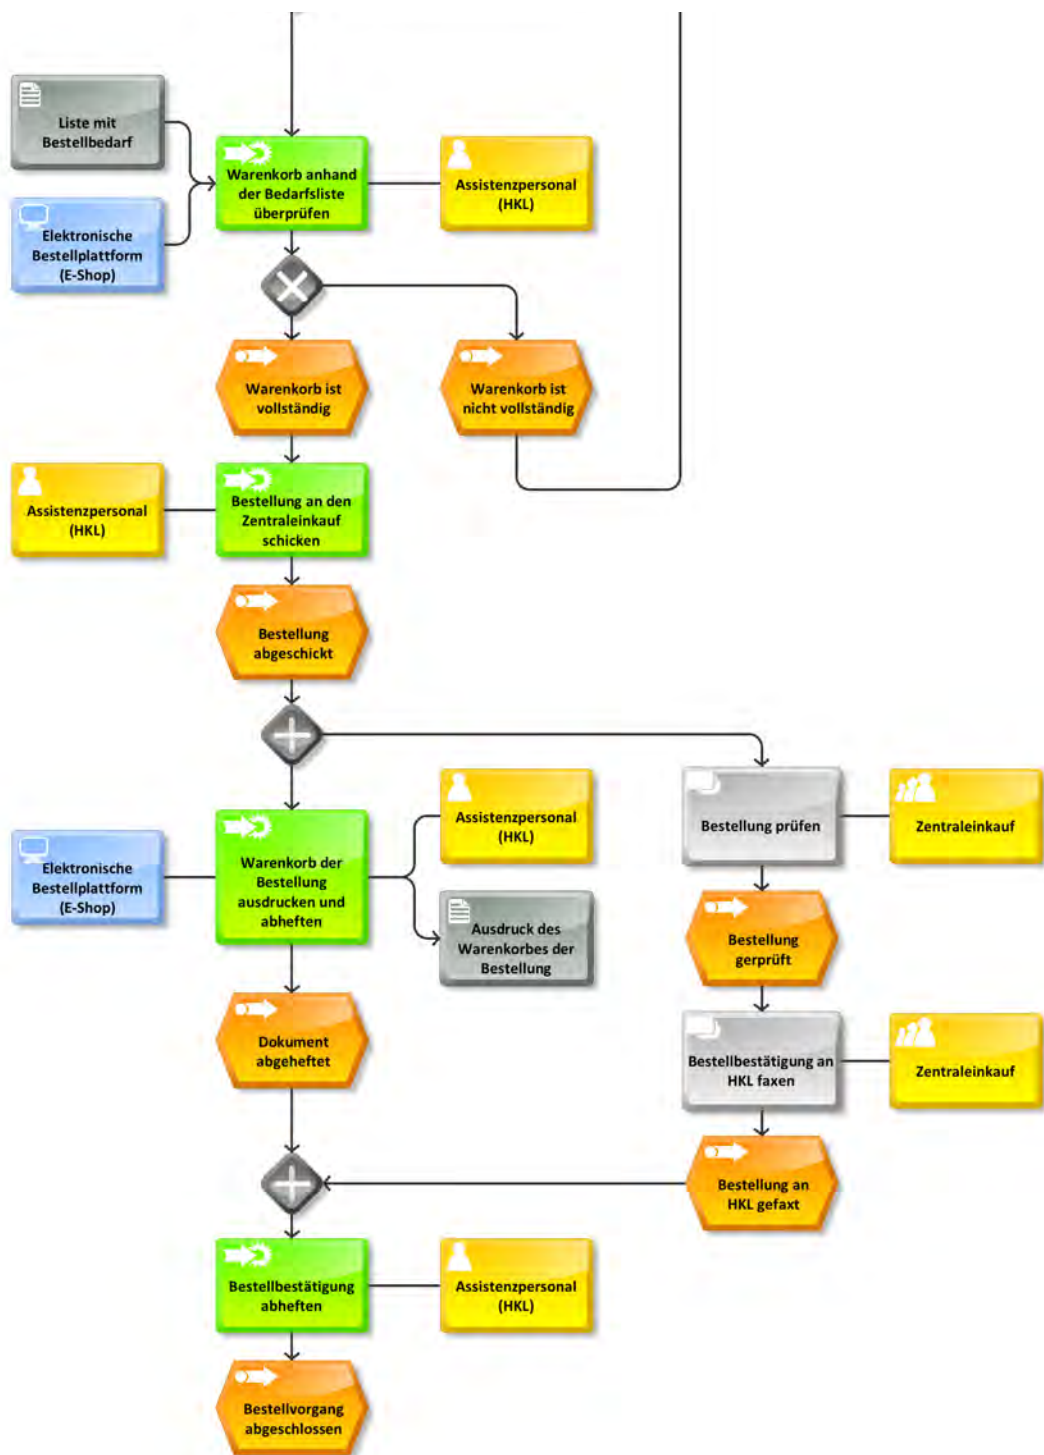 Liste mit
Bestellbedarf
Warenkorb anhand
der Bedarfsliste
überprüfen
Assistenzpersonal
(HKL)
Elektronische
Bestellplattform
(E-Shop)
Warenkorb ist
vollständig
Warenkorb ist
nicht vollständig
Assistenzpersonal
(HKL)
Bestellung an den
Zentraleinkauf
schicken
Bestellung
abgeschickt
Assistenzpersonal
(HKL)
Bestellung prüfen
Zentraleinkauf
Elektronische
Bestellplattform
(E-Shop)
Warenkorb der
Bestellung
ausdrucken und
abheften
Ausdruck des
Warenkorbes der
Bestellung
Bestellung
gerprüft
Dokument
abgeheftet
Bestellbestätigung an
HKL faxen
Zentraleinkauf
Bestellung an
HKL gefaxt
Bestellbestätigung
abheften
Assistenzpersonal
(HKL)
Bestellvorgang
abgeschlossen